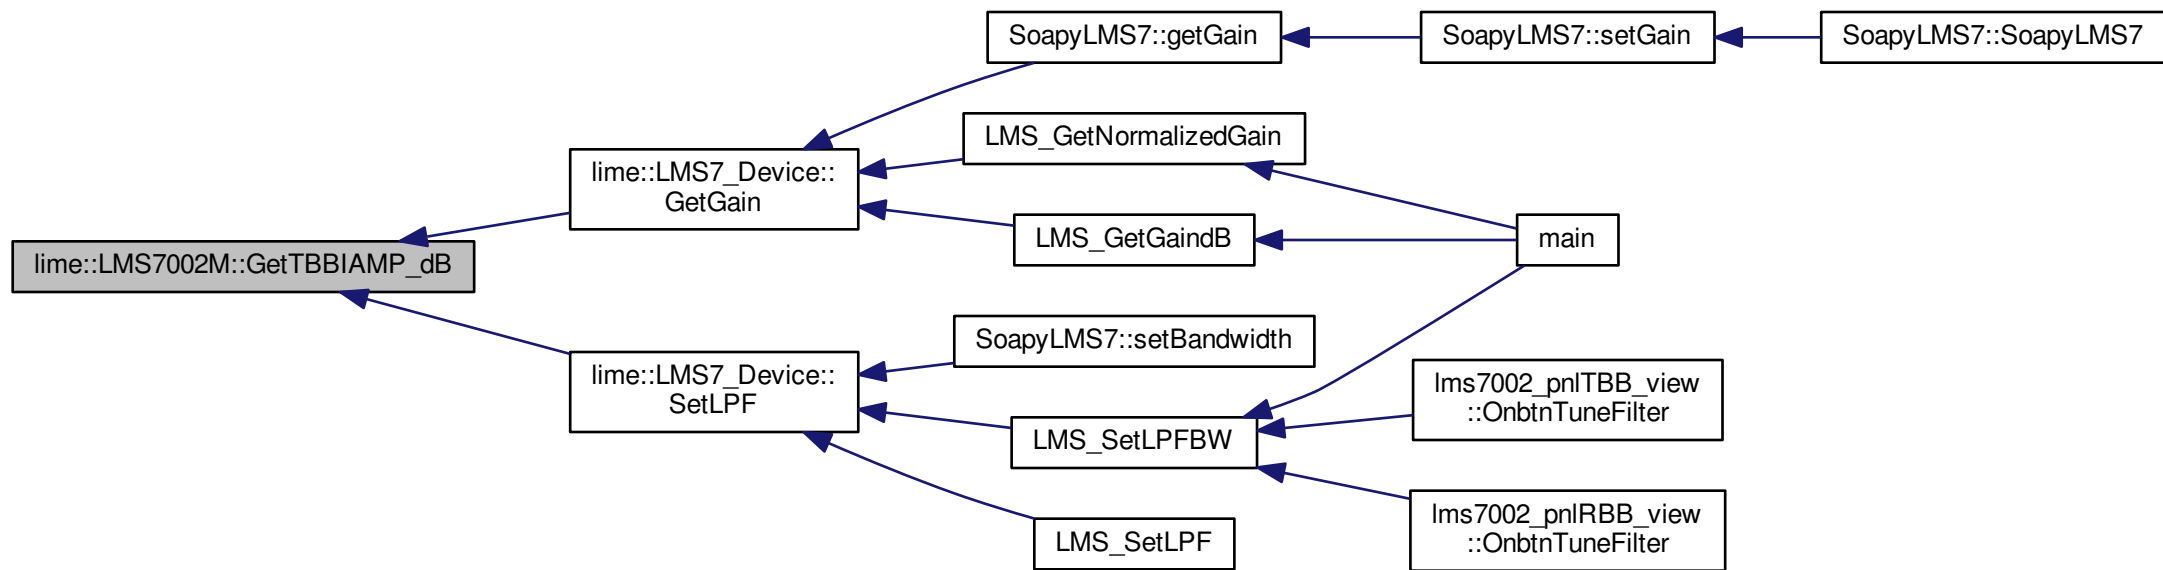 SoapyLMS7::getGain
SoapyLMS7::setGain
SoapyLMS7::SoapyLMS7
LMS_GetNormalizedGain
lime::LMS7_Device::
GetGain
LMS_GetGaindB
main
lime::LMS7002M::GetTBBIAMP_dB
SoapyLMS7::setBandwidth
lime::LMS7_Device::
SetLPF
lms7002_pnlTBB_view
::OnbtnTuneFilter
LMS_SetLPFBW
lms7002_pnlRBB_view
::OnbtnTuneFilter
LMS_SetLPF